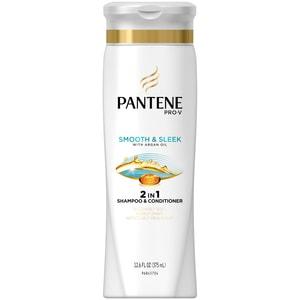 PANTENE
PRO-V
SMOOTH & SLEEK
WITH ARGAN OIL
2 IN 1
SHAMPOO & CONDITIONER
12.6 FL OZ (375 mL)